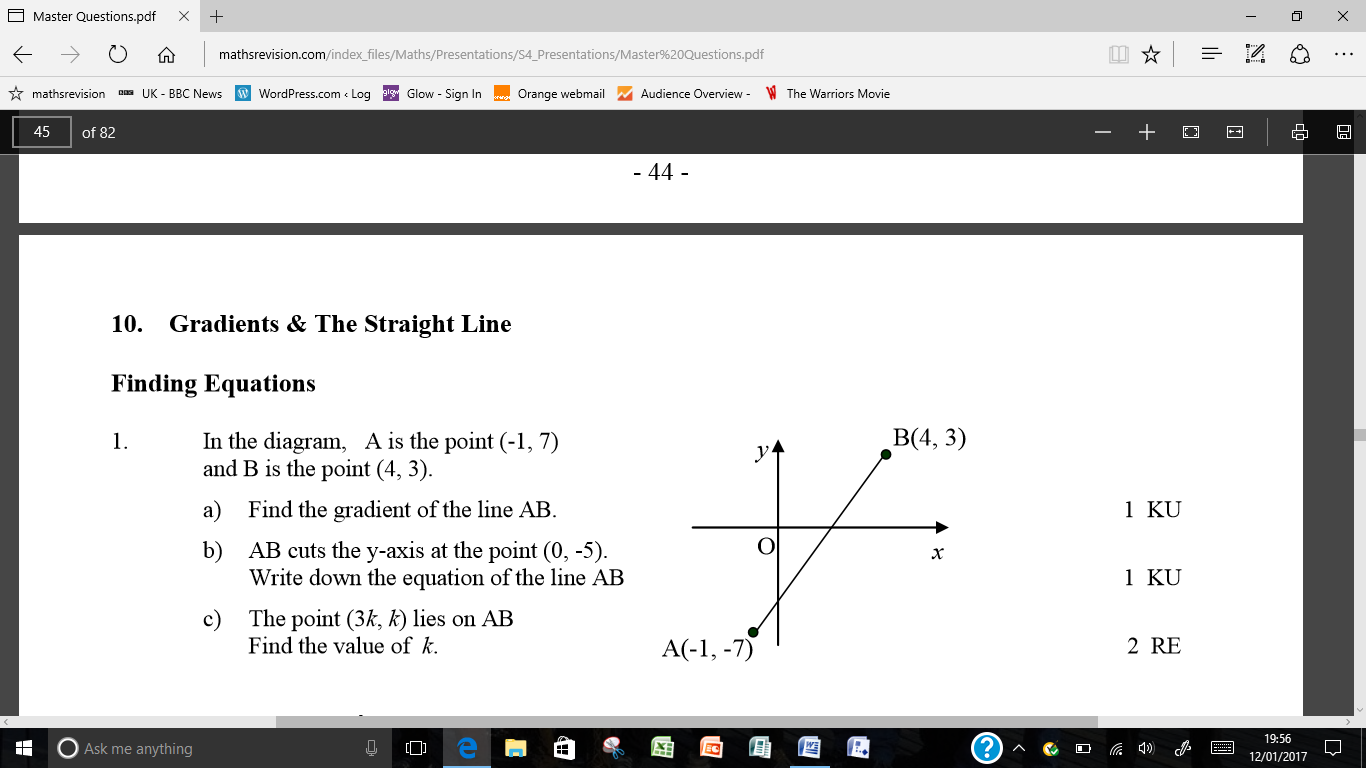 Master Questions.pdf
mathsrevision.com/index_files/Maths/Presentations/S4_Presentations/Master%20Questions.pdf
mathsrevision BBC UK - BBC News WordPress.com ‹ Log glow Glow - Sign In orange Orange webmail Audience Overview - The Warriors Movie
45 of 82
- 44 -
10. Gradients & The Straight Line
Finding Equations
1. In the diagram, A is the point (-1, 7)
and B is the point (4, 3).
a) Find the gradient of the line AB. 1 KU
b) AB cuts the y-axis at the point (0, -5).
Write down the equation of the line AB 1 KU
c) The point (3k, k) lies on AB
Find the value of k. 2 RE
B(4, 3)
y
O
x
A(-1, -7)
Ask me anything
19:56
12/01/2017